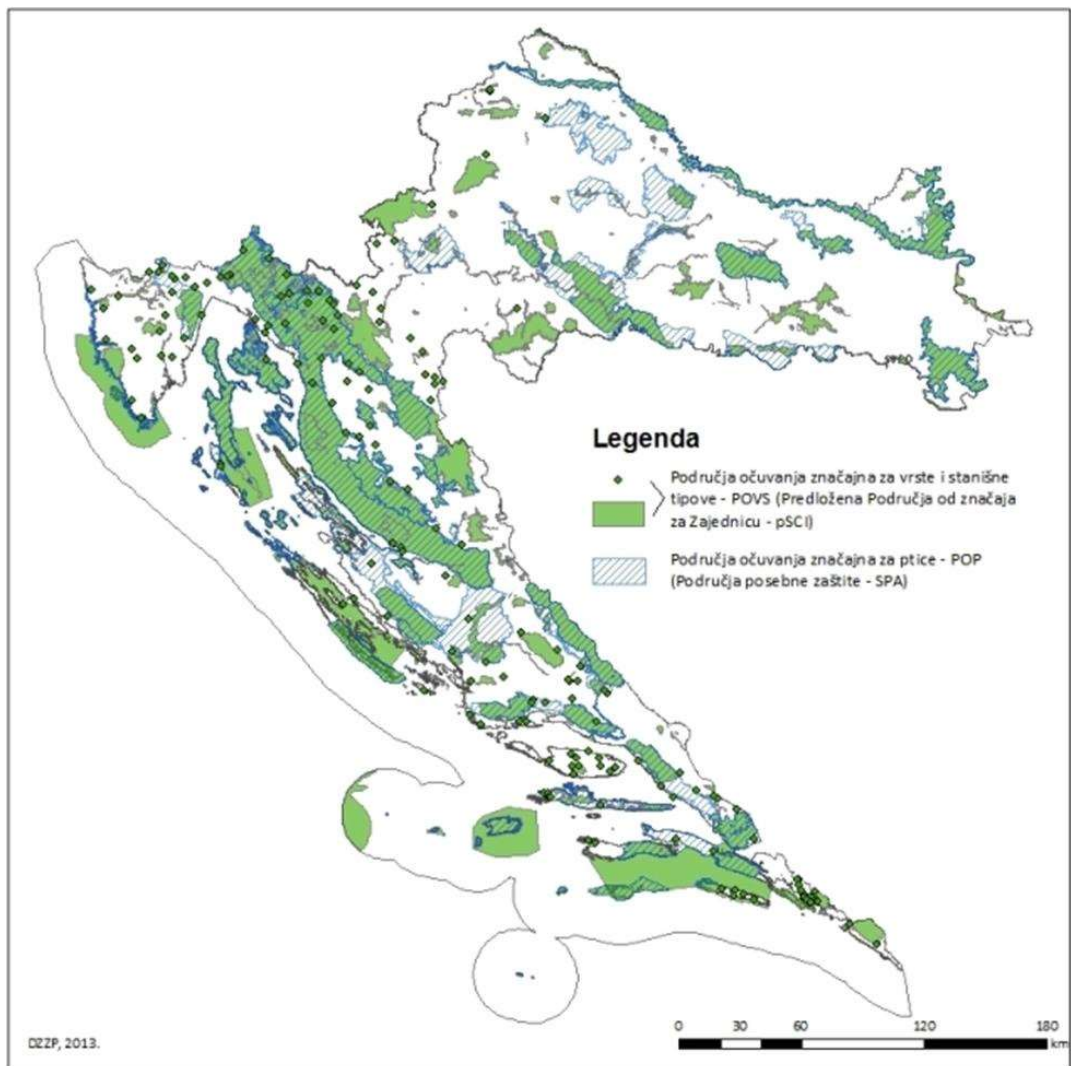 Legenda
Područja očuvanja značajna za vrste i stanišne
tipove - POVS (Predložena Područja od značaja
za Zajednicu - pSCI)
Područja očuvanja značajna za ptice - POP
(Područja posebne zaštite - SPA)
DZZP, 2013.
0 30 60 120 180
km